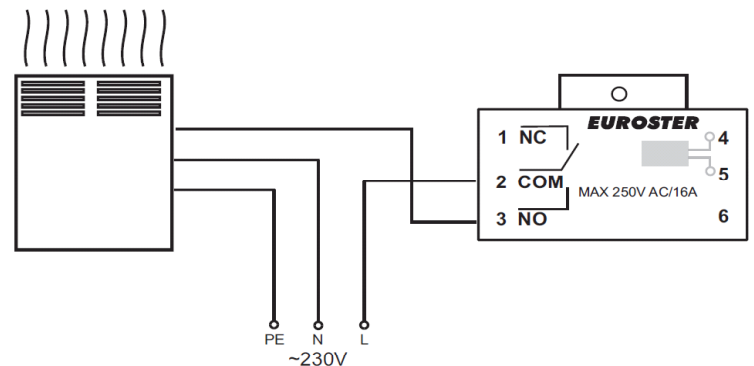 EUROSTER
1 NC
4
2 COM
5
MAX 250V AC/16A
3 NO
6
PE N L
~230V